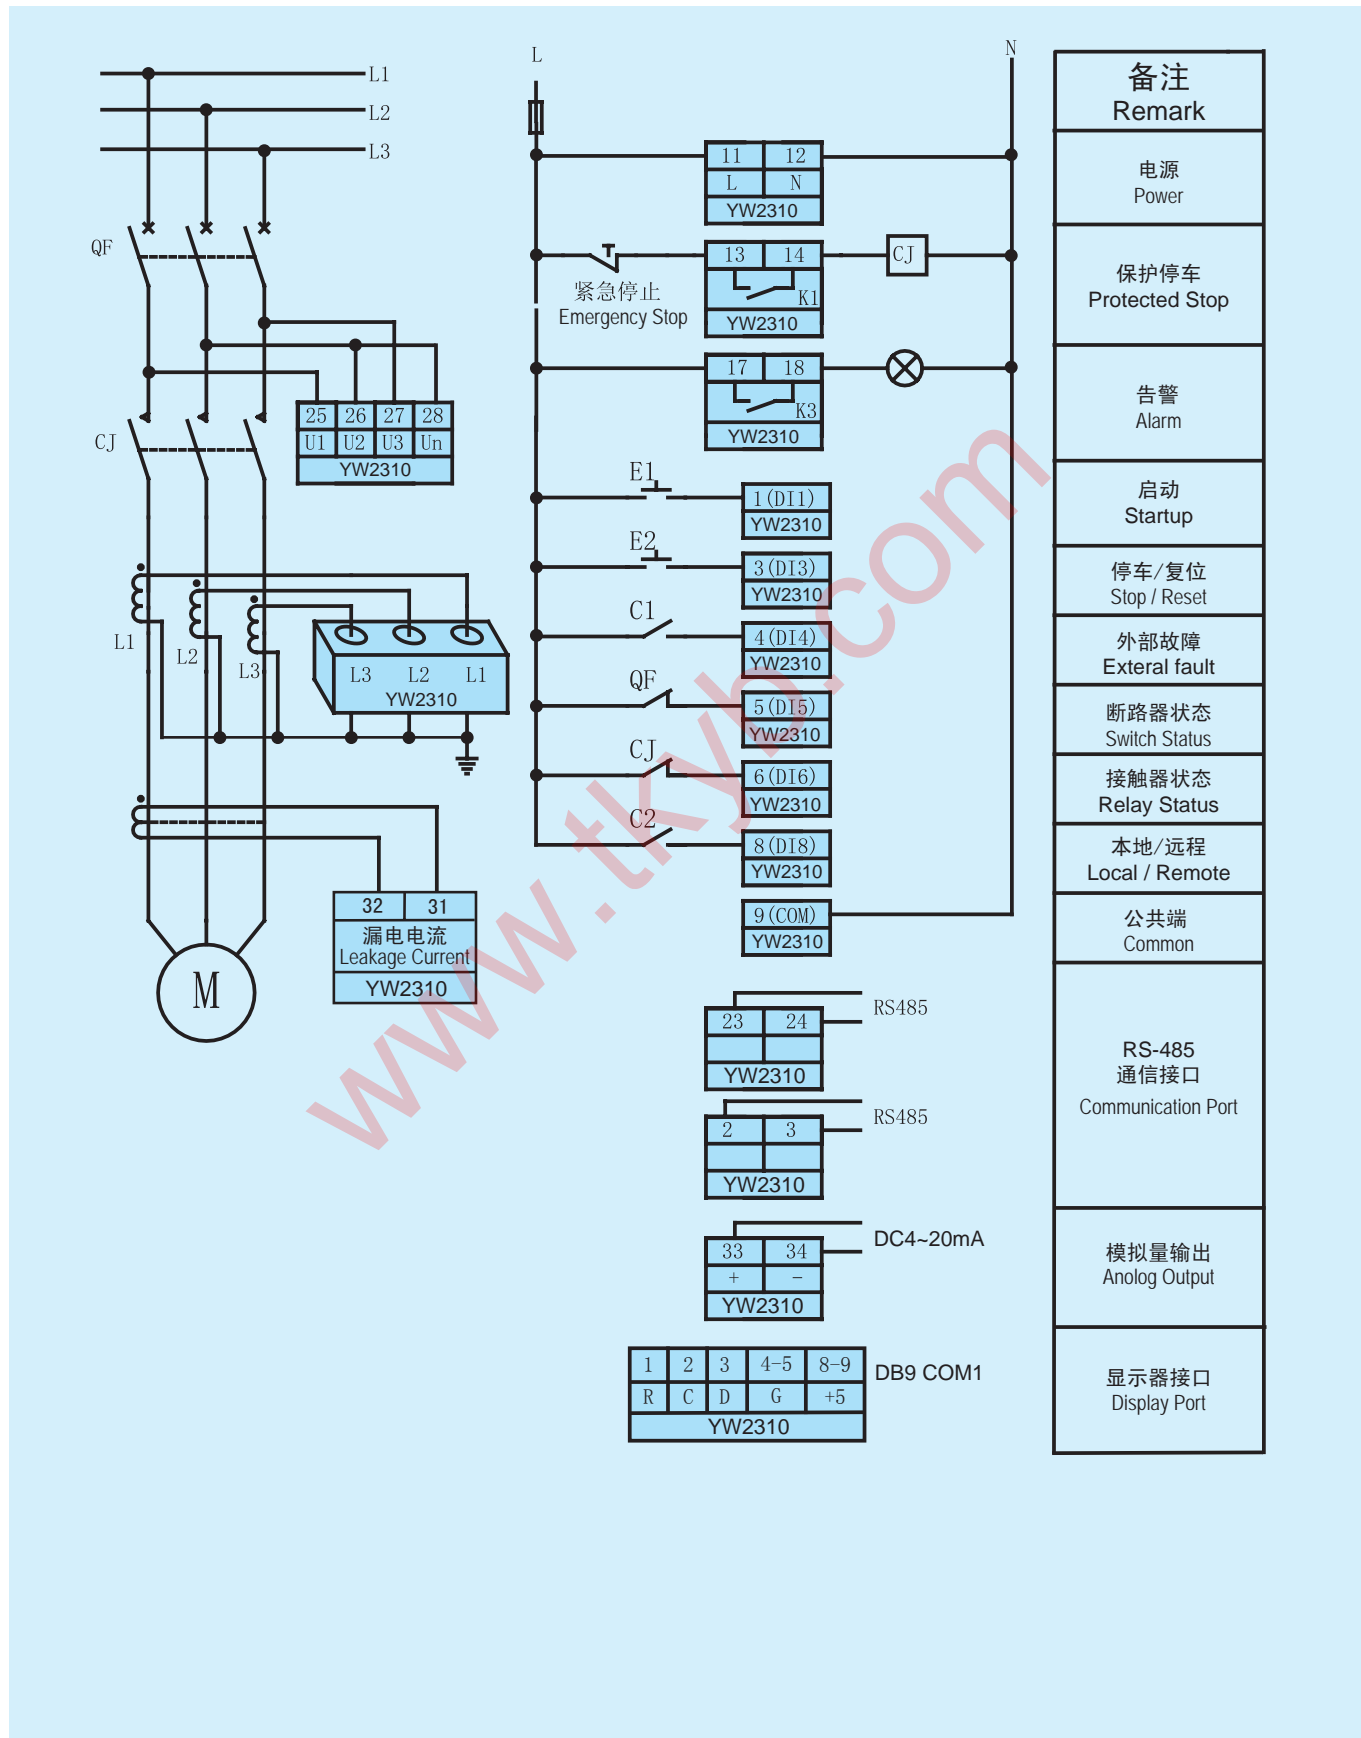 L1
L2
L3
QF
25 26 27 28
U1 U2 U3 Un
YW2310
CJ
L1
L2
L3
L3 L2 L1
YW2310
32 31
漏电电流
Leakage Current
YW2310
M
L
N
11 12
L N
YW2310
紧急停止
Emergency Stop
13 14
K1
YW2310
CJ
17 18
K3
YW2310
E1
1(DI1)
YW2310
E2
3(DI3)
YW2310
C1
4(DI4)
YW2310
QF
5(DI5)
YW2310
CJ
6(DI6)
YW2310
C2
8(DI8)
YW2310
9(COM)
YW2310
23 24
YW2310
RS485
2 3
YW2310
RS485
33 34
+ -
YW2310
DC4~20mA
1 2 3 4-5 8-9
R C D G +5
YW2310
DB9 COM1
备注
Remark
电源
Power
保护停车
Protected Stop
告警
Alarm
启动
Startup
停车/复位
Stop / Reset
外部故障
Exteral fault
断路器状态
Switch Status
接触器状态
Relay Status
本地/远程
Local / Remote
公共端
Common
RS-485
通信接口
Communication Port
模拟量输出
Anolog Output
显示器接口
Display Port
www.tkyb.com